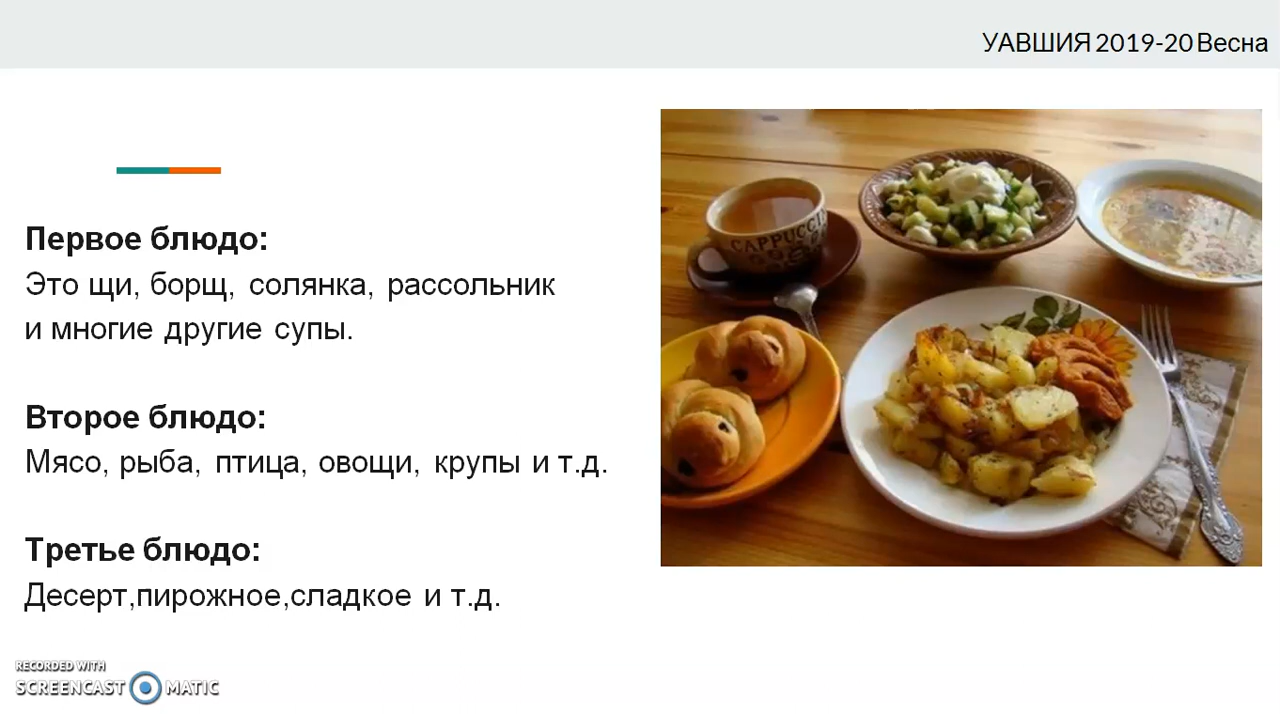 УАВШИЯ 2019-20 Весна
Первое блюдо:
Это щи, борщ, солянка, рассольник
и многие другие супы.
Второе блюдо:
Мясо, рыба, птица, овощи, крупы и т.д.
Третье блюдо:
Десерт,пирожное,сладкое и т.д.
CAPPUCC
RECORDED WITH
SCREENCAST MATIC